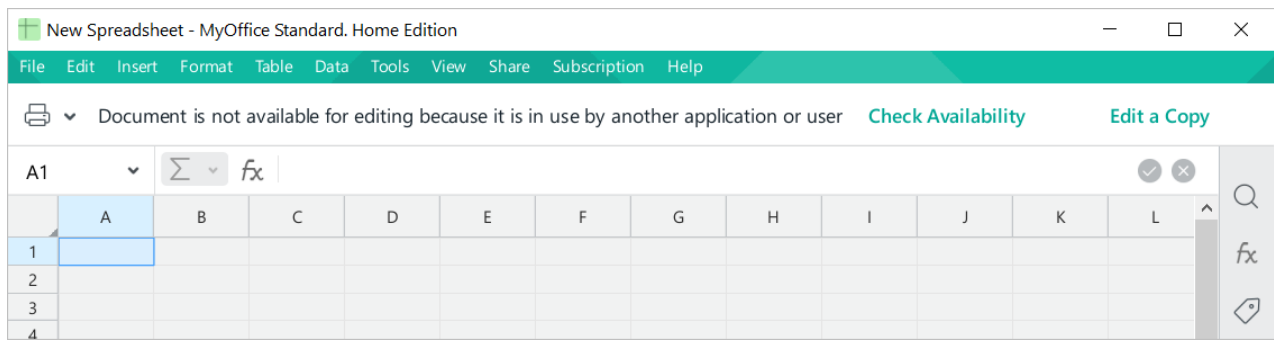 New Spreadsheet - MyOffice Standard. Home Edition
File Edit Insert Format Table Data Tools View Share Subscription Help
Document is not available for editing because it is in use by another application or user Check Availability Edit a Copy
A1 Σ fx
A B C D E F G H I J K L
1
fx
2
3
4